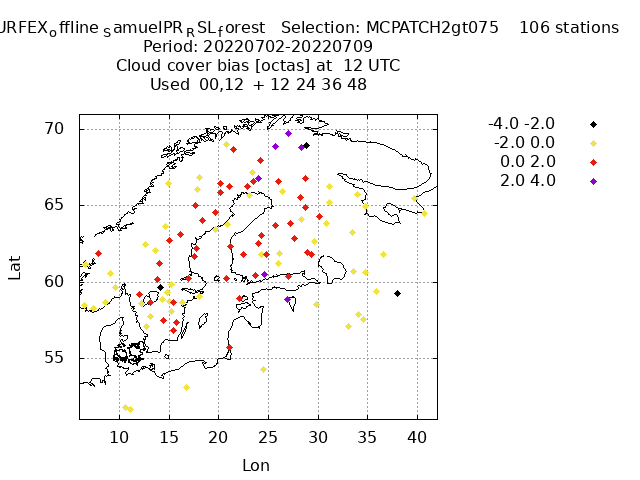 URFEX_offline_SamuelPR_RSL_forest Selection: MCPATCH2gt075 106 stations
Period: 20220702-20220709
Cloud cover bias [octas] at 12 UTC
Used 00,12 + 12 24 36 48
-4.0 -2.0
-2.0 0.0
0.0 2.0
2.0 4.0
70
65
60
55
Lat
10 15 20 25 30 35 40
Lon